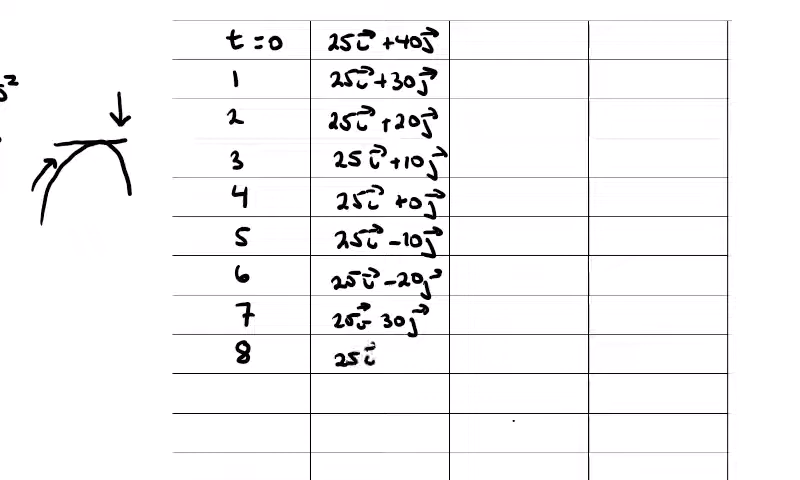 t = 0 25i⃗ + 40j⃗
1 25i⃗ + 30j⃗
2 25i⃗ + 20j⃗
3 25i⃗ + 10j⃗
4 25i⃗ + 0j⃗
5 25i⃗ - 10j⃗
6 25i⃗ - 20j⃗
7 25i⃗ - 30j⃗
8 25i⃗